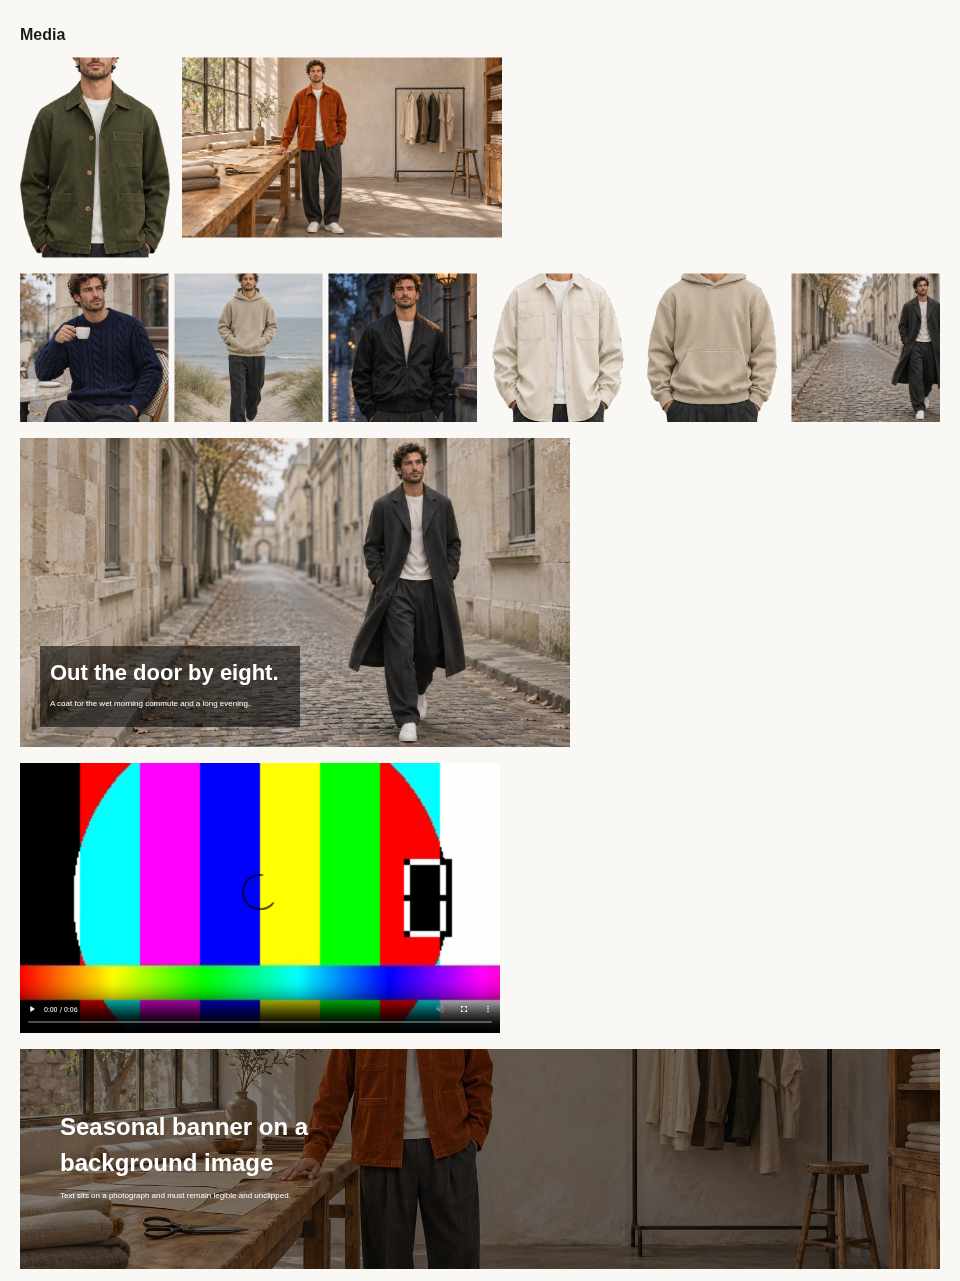 Media
Out the door by eight.
A coat for the wet morning commute and a long evening.
0:00 / 0:06
Seasonal banner on a
background image
Text sits on a photograph and must remain legible and unclipped.